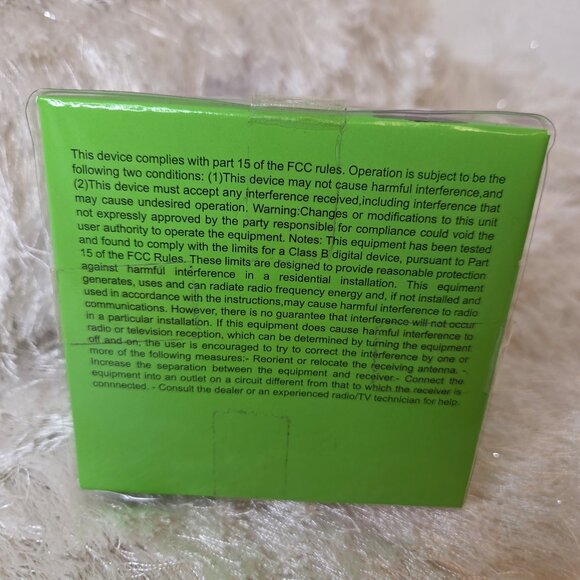 This device complies with part 15 of the FCC rules. Operation is subject to be the
following two conditions: (1)This device may not cause harmful interference,and
(2)This device must accept any interference received,including interference that
may cause undesired operation. Warning:Changes or modifications to this unit
not expressly approved by the party responsible for compliance could void the
user authority to operate the equipment. Notes: This equipment has been tested
and found to comply with the limits for a Class B digital device, pursuant to Part
15 of the FCC Rules. These limits are designed to provide reasonable protection
against harmful interference in a residential installation. This equiment
generates, uses and can radiate radio frequency energy and, if not installed and
used in accordance with the instructions,may cause harmful interference to radio
communications. However, there is no guarantee that interference will not occur
in a particular installation. If this equipment does cause harmful interference to
radio or television reception, which can be determined by turning the equipment
off and on, the user is encouraged to try to correct the interference by one or
more of the following measures:- Reorient or relocate the receiving antenna. -
Increase the separation between the equipment and receiver.- Connect the
equipment into an outlet on a circuit different from that to which the receiver is
connnected. - Consult the dealer or an experienced radio/TV technician for help.